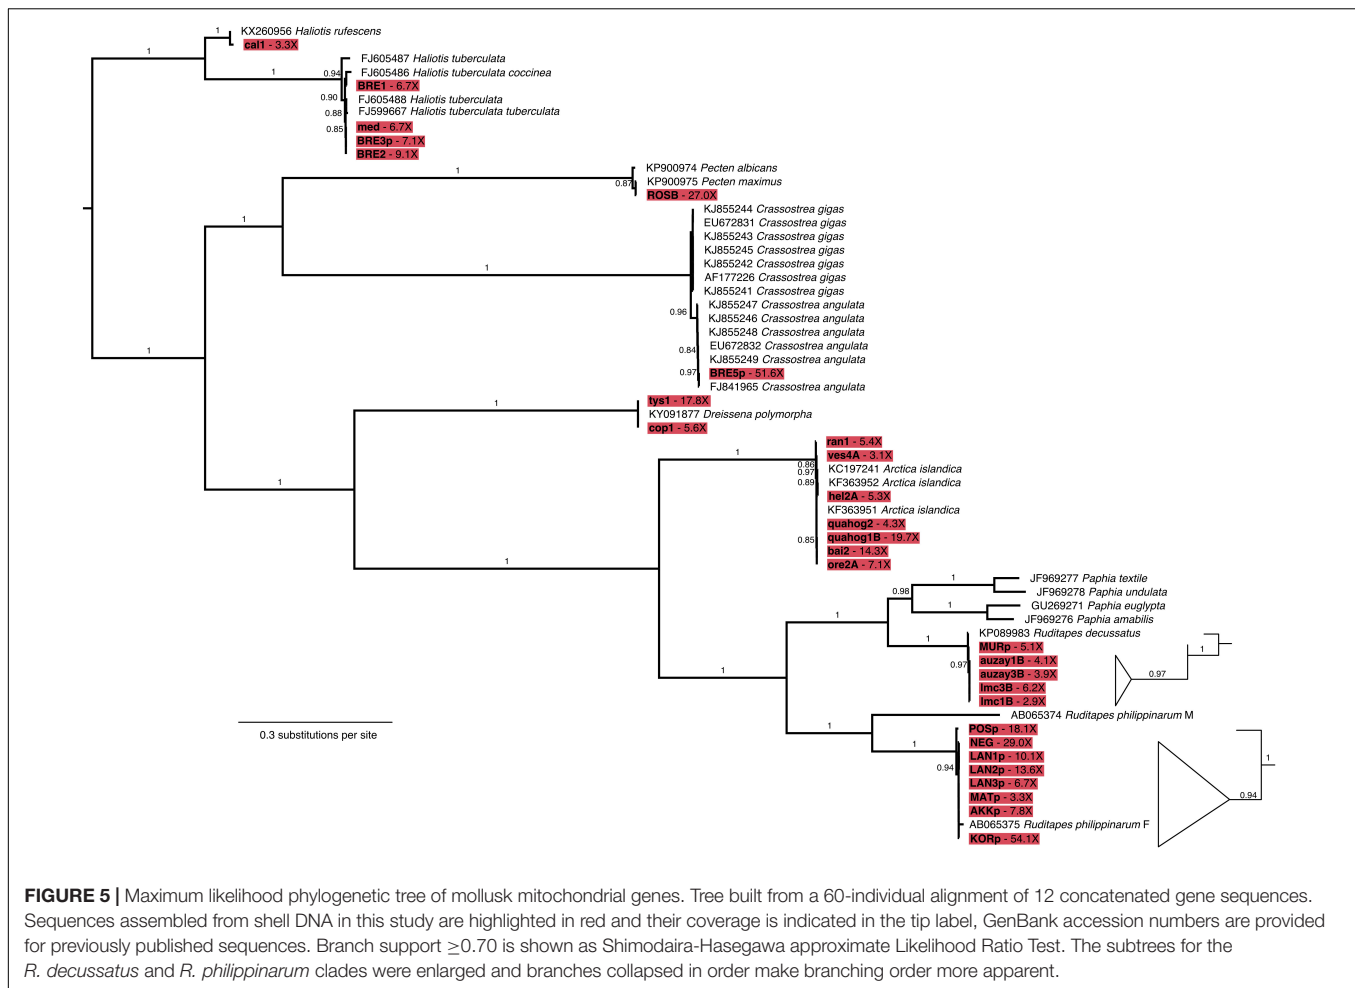 KX260956 Haliotis rufescens
1
cal1 - 3.3X
1
FJ605487 Haliotis tuberculata
1
0.94
FJ605486 Haliotis tuberculata coccinea
BRE1 - 6.7X
0.90
FJ605488 Haliotis tuberculata
0.88
FJ599667 Haliotis tuberculata tuberculata
0.85
med - 6.7X
BRE3p - 7.1X
BRE2 - 9.1X
1
KP900974 Pecten albicans
0.87
KP900975 Pecten maximus
ROSB - 27.0X
KJ855244 Crassostrea gigas
1
EU672831 Crassostrea gigas
KJ855243 Crassostrea gigas
KJ855245 Crassostrea gigas
1
KJ855242 Crassostrea gigas
AF177226 Crassostrea gigas
KJ855241 Crassostrea gigas
KJ855247 Crassostrea angulata
0.96
KJ855246 Crassostrea angulata
KJ855248 Crassostrea angulata
EU672832 Crassostrea angulata
0.84
1
KJ855249 Crassostrea angulata
0.97
BRE5p - 51.6X
FJ841965 Crassostrea angulata
tys1 - 17.8X
1
KY091877 Dreissena polymorpha
cop1 - 5.6X
ran1 - 5.4X
1
ves4A - 3.1X
0.86
KC197241 Arctica islandica
0.97
0.89
KF363952 Arctica islandica
1
hel2A - 5.3X
KF363951 Arctica islandica
quahog2 - 4.3X
0.85
quahog1B - 19.7X
bai2 - 14.3X
1
ore2A - 7.1X
1
JF969277 Paphia textile
0.98
JF969278 Paphia undulata
1
GU269271 Paphia euglypta
1
JF969276 Paphia amabilis
KP089983 Ruditapes decussatus
1
MURp - 5.1X
1
0.97
auzay1B - 4.1X
1
auzay3B - 3.9X
0.97
lmc3B - 6.2X
lmc1B - 2.9X
AB065374 Ruditapes philippinarum M
1
POSp - 18.1X
1
NEG - 29.0X
LAN1p - 10.1X
1
0.94
LAN2p - 13.6X
LAN3p - 6.7X
MATp - 3.3X
0.94
AKKp - 7.8X
AB065375 Ruditapes philippinarum F
KORp - 54.1X
0.3 substitutions per site
FIGURE 5 | Maximum likelihood phylogenetic tree of mollusk mitochondrial genes. Tree built from a 60-individual alignment of 12 concatenated gene sequences.
Sequences assembled from shell DNA in this study are highlighted in red and their coverage is indicated in the tip label, GenBank accession numbers are provided
for previously published sequences. Branch support ≥0.70 is shown as Shimodaira-Hasegawa approximate Likelihood Ratio Test. The subtrees for the
R. decussatus and R. philippinarum clades were enlarged and branches collapsed in order make branching order more apparent.